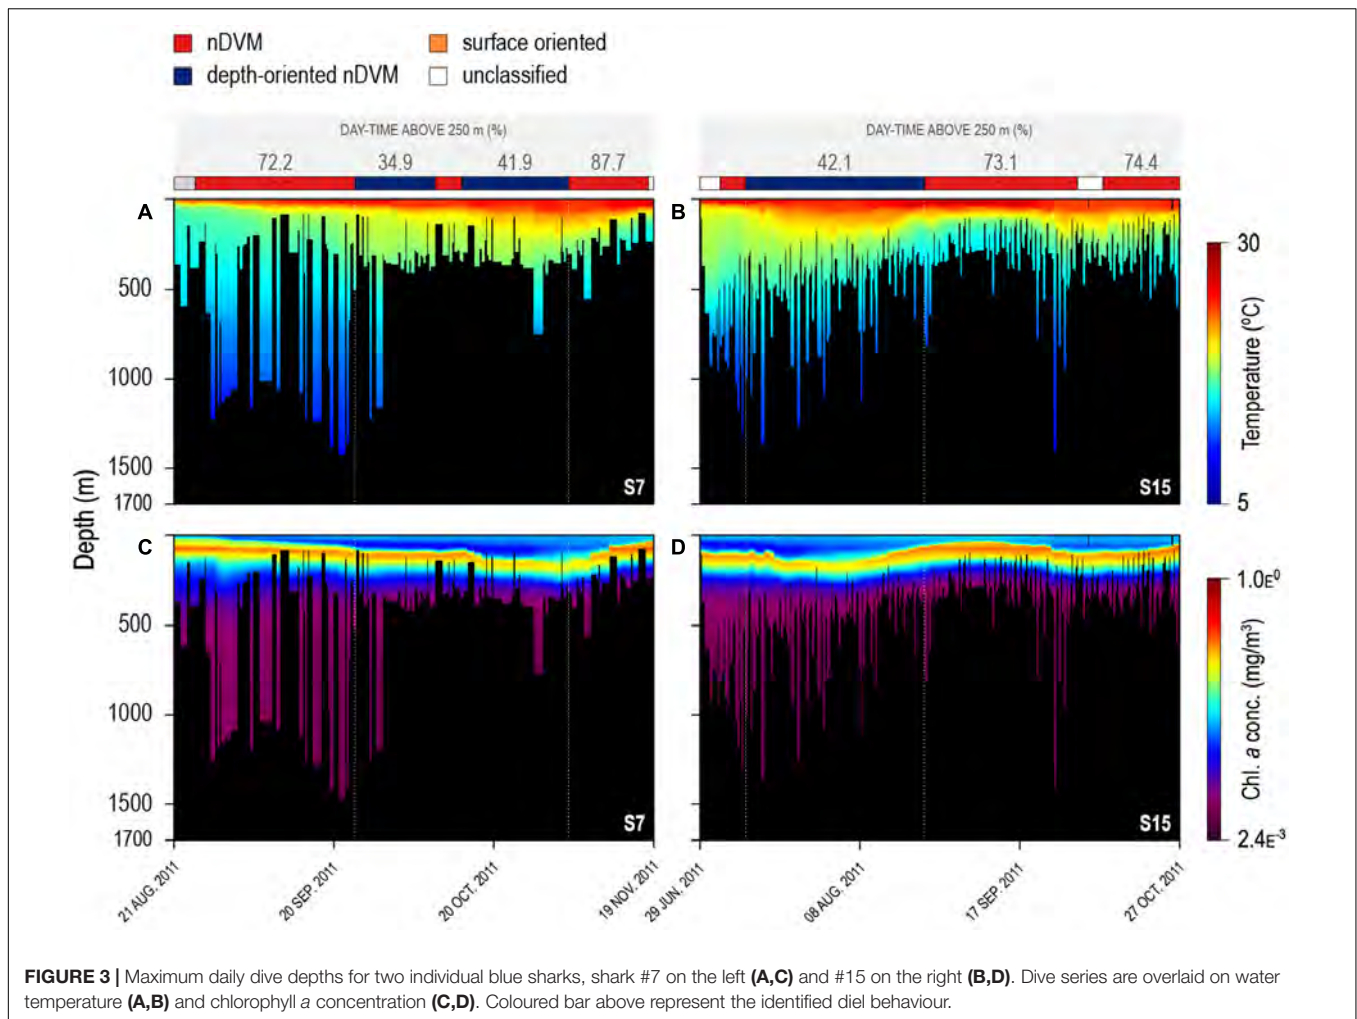 nDVM
surface oriented
depth-oriented nDVM
unclassified
DAY-TIME ABOVE 250 m (%)
72.2 34.9 41.9 87.7
DAY-TIME ABOVE 250 m (%)
42.1 73.1 74.4
A
B
500
1000
1500
1700
S7
S15
30
5
Temperature (ºC)
Depth (m)
C
D
500
1000
1500
1700
S7
S15
1.0E⁰
2.4E⁻³
Chl. a conc. (mg/m³)
21 AUG. 2011
20 SEP. 2011
20 OCT. 2011
19 NOV. 2011
29 JUN. 2011
08 AUG. 2011
17 SEP. 2011
27 OCT. 2011
FIGURE 3 | Maximum daily dive depths for two individual blue sharks, shark #7 on the left (A,C) and #15 on the right (B,D). Dive series are overlaid on water
temperature (A,B) and chlorophyll a concentration (C,D). Coloured bar above represent the identified diel behaviour.